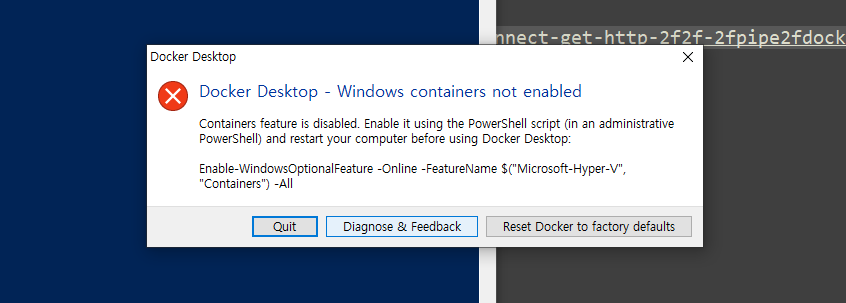 nnect-get-http-2f2f-2fpipe2fdock
Docker Desktop
Docker Desktop - Windows containers not enabled
Containers feature is disabled. Enable it using the PowerShell script (in an administrative
PowerShell) and restart your computer before using Docker Desktop:
Enable-WindowsOptionalFeature -Online -FeatureName $("Microsoft-Hyper-V",
"Containers") -All
Quit
Diagnose & Feedback
Reset Docker to factory defaults